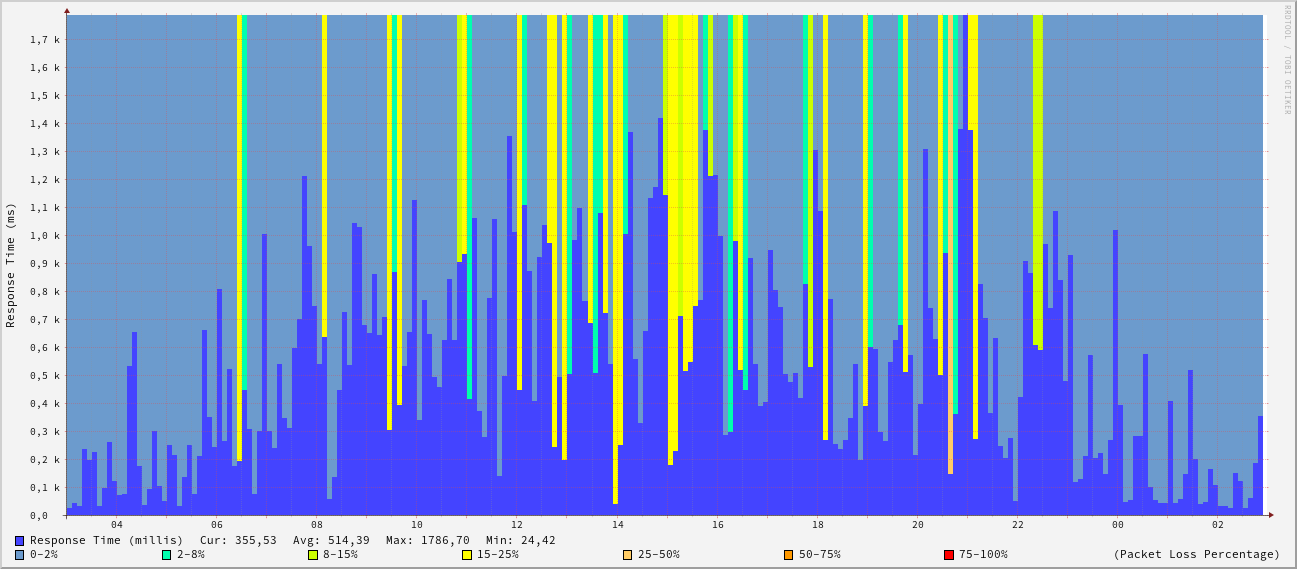 RRDTOOL / TOBI OETIKER
Response Time (ms)
1,7 k
1,6 k
1,5 k
1,4 k
1,3 k
1,2 k
1,1 k
1,0 k
0,9 k
0,8 k
0,7 k
0,6 k
0,5 k
0,4 k
0,3 k
0,2 k
0,1 k
0,0
04 06 08 10 12 14 16 18 20 22 00 02
Response Time (millis) Cur: 355,53 Avg: 514,39 Max: 1786,70 Min: 24,42
0-2% 2-8% 8-15% 15-25% 25-50% 50-75% 75-100% (Packet Loss Percentage)